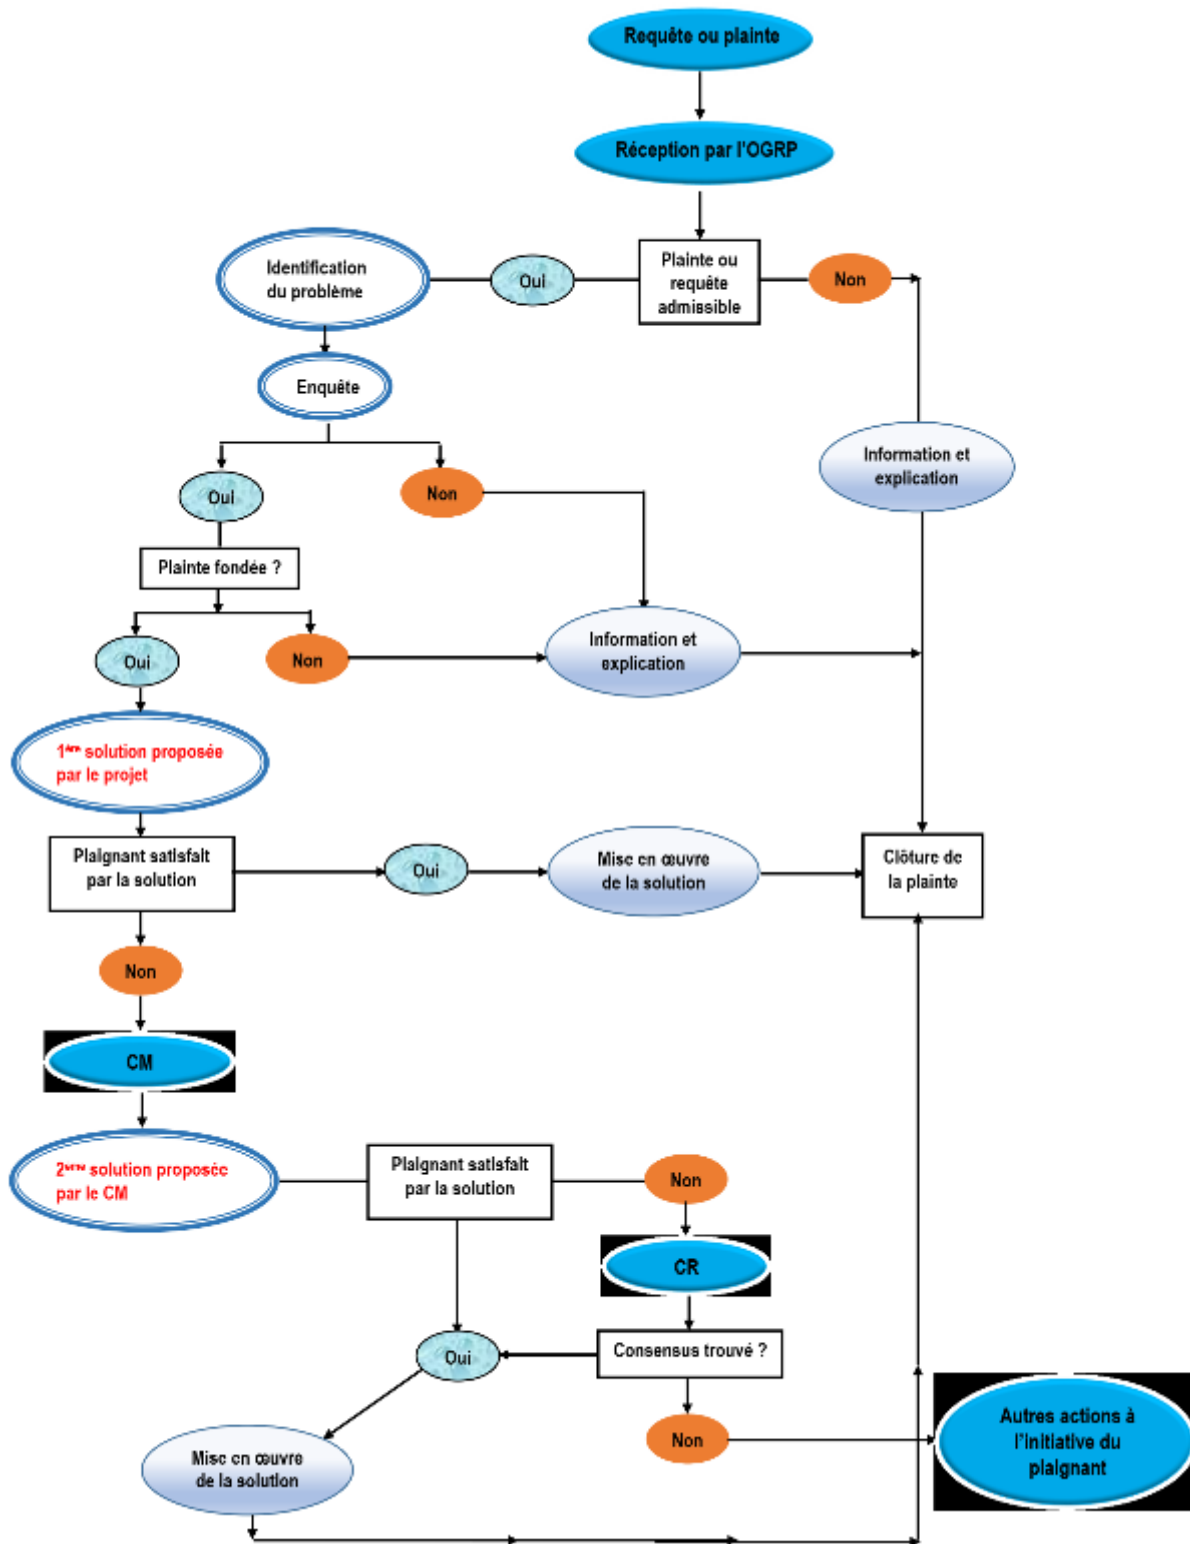 Requête ou plainte
Réception par l'OGRP
Plainte ou
requête
admissible
Oui
Non
Identification
du problème
Enquête
Oui
Non
Information et
explication
Plainte fondée ?
Oui
Non
Information et
explication
1ère solution proposée
par le projet
Plaignant satisfait
par la solution
Oui
Mise en œuvre
de la solution
Clôture de
la plainte
Non
CM
2ème solution proposée
par le CM
Plaignant satisfait
par la solution
Non
CR
Consensus trouvé ?
Oui
Non
Autres actions à
l'initiative du
plaignant
Mise en œuvre
de la solution